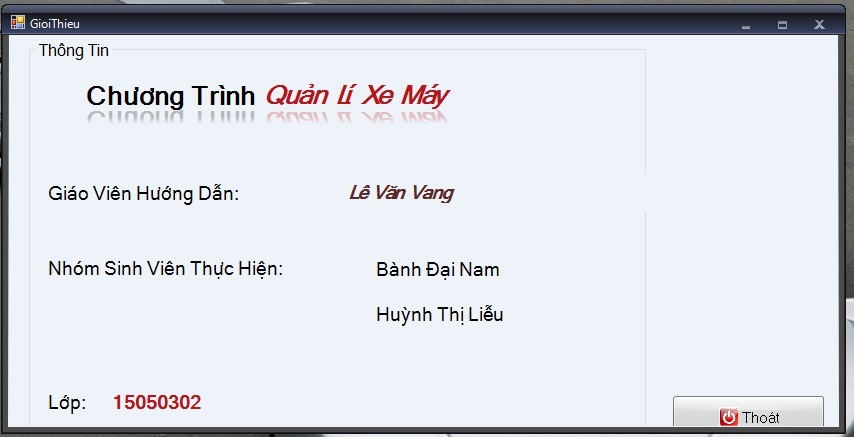 GioiThieu
Thông Tin
Chương Trình Quản Lí Xe Máy
Giáo Viên Hướng Dẫn: Lê Văn Vang
Nhóm Sinh Viên Thực Hiện: Bành Đại Nam
Huỳnh Thị Liễu
Lớp: 15050302
Thoát